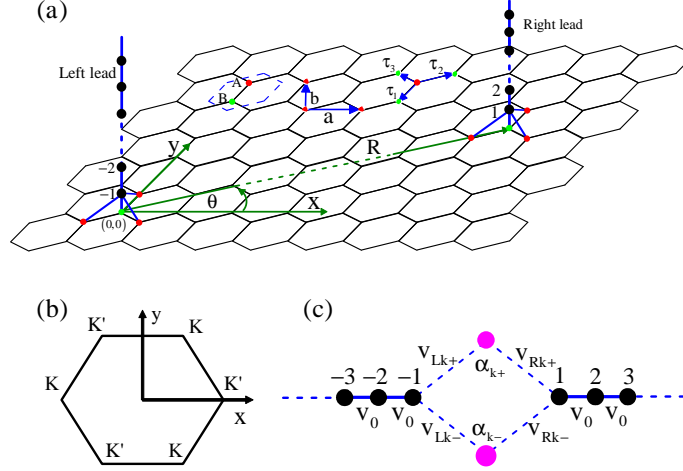 (a)
Right lead
Left lead
A
B
b
a
τ3
τ2
τ1
2
1
R
y
−2
−1
(0,0)
θ
x
(b)
y
K'
K
K
K'
x
K'
K
(c)
vLk+
αk+
vRk+
−3 −2 −1
1 2 3
v0 v0
v0 v0
vLk−
αk−
vRk−